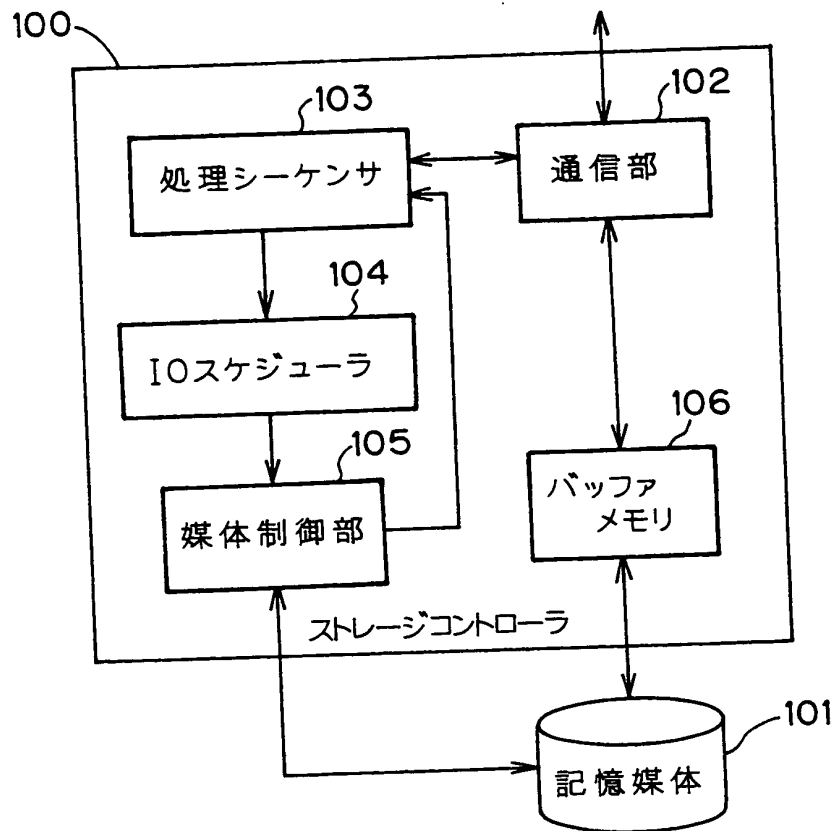 100
103
処理シーケンサ
102
通信部
104
IOスケジューラ
105
媒体制御部
106
バッファ
メモリ
ストレージコントローラ
101
記憶媒体